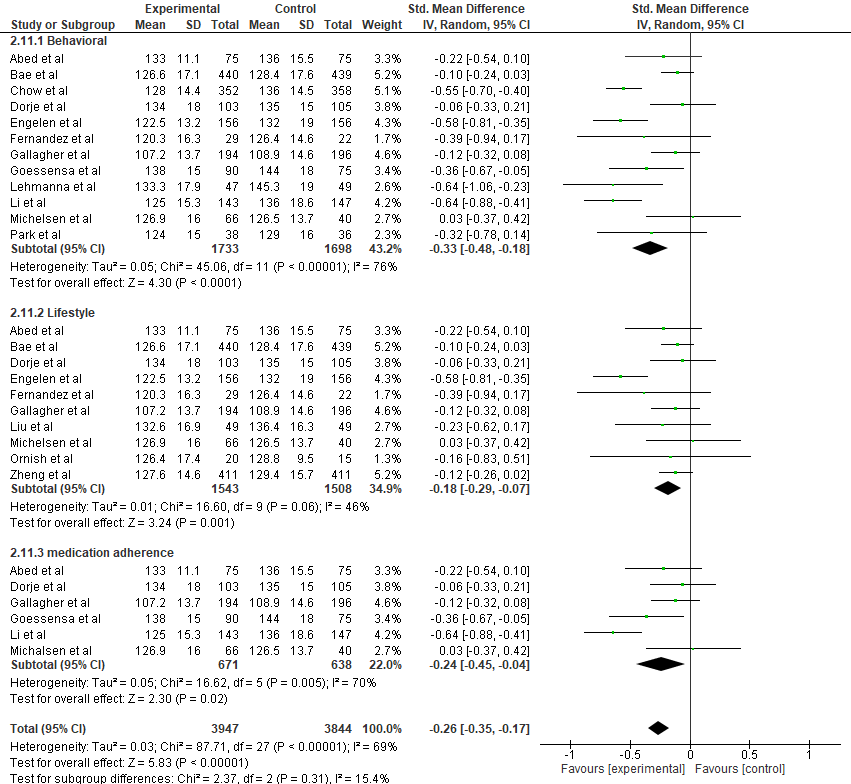 Experimental Control Std. Mean Difference Std. Mean Difference
Study or Subgroup Mean SD Total Mean SD Total Weight IV, Random, 95% CI IV, Random, 95% CI
2.11.1 Behavioral
Abed et al 133 11.1 75 136 15.5 75 3.3% -0.22 [-0.54, 0.10]
Bae et al 126.6 17.1 440 128.4 17.6 439 5.2% -0.10 [-0.24, 0.03]
Chow et al 128 14.4 352 136 14.5 358 5.1% -0.55 [-0.70, -0.40]
Dorje et al 134 18 103 135 15 105 3.8% -0.06 [-0.33, 0.21]
Engelen et al 122.5 13.2 156 132 19 156 4.3% -0.58 [-0.81, -0.35]
Fernandez et al 120.3 16.3 29 126.4 14.6 22 1.7% -0.39 [-0.94, 0.17]
Gallagher et al 107.2 13.7 194 108.9 14.6 196 4.6% -0.12 [-0.32, 0.08]
Goessensa et al 138 15 90 144 18 75 3.4% -0.36 [-0.67, -0.05]
Lehmanna et al 133.3 17.9 47 145.3 19 49 2.5% -0.64 [-1.06, -0.23]
Li et al 125 15.3 143 136 18.6 147 4.2% -0.64 [-0.88, -0.41]
Michelsen et al 126.9 16 66 126.5 13.7 40 2.7% 0.03 [-0.37, 0.42]
Park et al 124 15 38 129 16 36 2.3% -0.32 [-0.78, 0.14]
Subtotal (95% CI) 1733 1698 43.2% -0.33 [-0.48, -0.18]
Heterogeneity: Tau² = 0.05; Chi² = 45.06, df = 11 (P < 0.00001); I² = 76%
Test for overall effect: Z = 4.30 (P < 0.0001)
2.11.2 Lifestyle
Abed et al 133 11.1 75 136 15.5 75 3.3% -0.22 [-0.54, 0.10]
Bae et al 126.6 17.1 440 128.4 17.6 439 5.2% -0.10 [-0.24, 0.03]
Dorje et al 134 18 103 135 15 105 3.8% -0.06 [-0.33, 0.21]
Engelen et al 122.5 13.2 156 132 19 156 4.3% -0.58 [-0.81, -0.35]
Fernandez et al 120.3 16.3 29 126.4 14.6 22 1.7% -0.39 [-0.94, 0.17]
Gallagher et al 107.2 13.7 194 108.9 14.6 196 4.6% -0.12 [-0.32, 0.08]
Liu et al 132.6 16.9 49 136.4 16.3 49 2.7% -0.23 [-0.62, 0.17]
Michelsen et al 126.9 16 66 126.5 13.7 40 2.7% 0.03 [-0.37, 0.42]
Ornish et al 126.4 17.4 20 128.8 9.5 15 1.3% -0.16 [-0.83, 0.51]
Zheng et al 127.6 14.6 411 129.4 15.7 411 5.2% -0.12 [-0.26, 0.02]
Subtotal (95% CI) 1543 1508 34.9% -0.18 [-0.29, -0.07]
Heterogeneity: Tau² = 0.01; Chi² = 16.60, df = 9 (P = 0.06); I² = 46%
Test for overall effect: Z = 3.24 (P = 0.001)
2.11.3 medication adherence
Abed et al 133 11.1 75 136 15.5 75 3.3% -0.22 [-0.54, 0.10]
Dorje et al 134 18 103 135 15 105 3.8% -0.06 [-0.33, 0.21]
Gallagher et al 107.2 13.7 194 108.9 14.6 196 4.6% -0.12 [-0.32, 0.08]
Goessensa et al 138 15 90 144 18 75 3.4% -0.36 [-0.67, -0.05]
Li et al 125 15.3 143 136 18.6 147 4.2% -0.64 [-0.88, -0.41]
Michalsen et al 126.9 16 66 126.5 13.7 40 2.7% 0.03 [-0.37, 0.42]
Subtotal (95% CI) 671 638 22.0% -0.24 [-0.45, -0.04]
Heterogeneity: Tau² = 0.05; Chi² = 16.62, df = 5 (P = 0.005); I² = 70%
Test for overall effect: Z = 2.30 (P = 0.02)
Total (95% CI) 3947 3844 100.0% -0.26 [-0.35, -0.17]
Heterogeneity: Tau² = 0.03; Chi² = 87.71, df = 27 (P < 0.00001); I² = 69%
-1 -0.5 0 0.5 1
Test for overall effect: Z = 5.83 (P < 0.00001)
Favours [experimental] Favours [control]
Test for subgroup differences: Chi² = 2.37, df = 2 (P = 0.31), I² = 15.4%